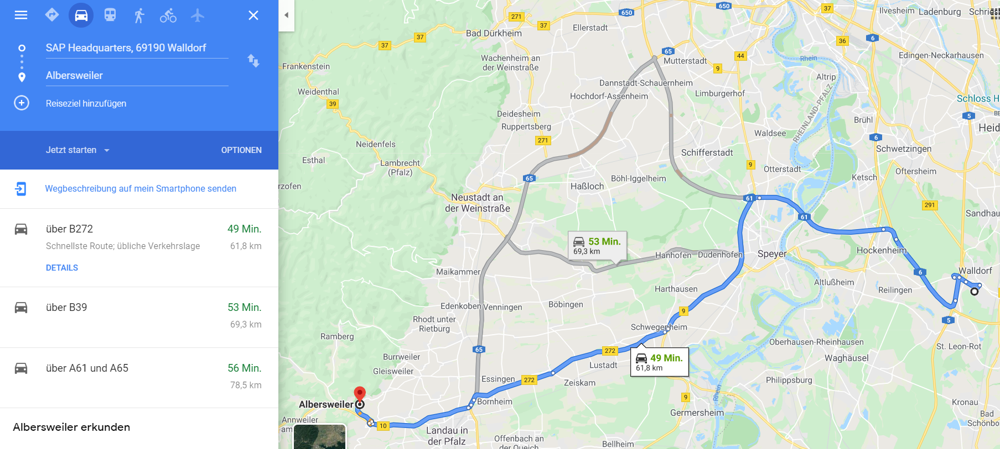 SAP Headquarters, 69190 Walldorf
Albersweiler
Reiseziel hinzufügen
Jetzt starten
OPTIONEN
Wegbeschreibung auf mein Smartphone senden
über B272
49 Min.
Schnellste Route; übliche Verkehrslage
61,8 km
DETAILS
über B39
53 Min.
69,3 km
über A61 und A65
56 Min.
78,5 km
Albersweiler erkunden
650
650
37
Ilvesheim
Ladenburg
Schries
271
37
Ellerstadt
Bad Dürkheim
37
37
36
6
65
44
Edingen-Neckarhausen
Wachenheim an
der Weinstraße
Mutterstadt
Rhein
Frankenstein
9
Altrip
Dannstadt-Schauernheim
Weidenthal
Limburgerhof
Hochdorf-Assenheim
RHEINLAND-PFALZ
Schloss H
39
Deidesheim
5
BE
Brühl
Ruppertsberg
Heid
Waldsee
6
271
Neidenfels
Schwetzingen
Schifferstadt
Esthal
Lambrecht
(Pfalz)
9
Otterstadt
Oftersheim
65
Böhl-Iggelheim
Ketsch
rzofen
Haßloch
Neustadt an
der Weinstraße
61
291
Sandhau
61
53 Min.
69,3 km
Hanhofen
Dudenhofen
Speyer
Hockenheim
Maikammer
6
Walldorf
Altlußheim
Harthausen
Reilingen
Edenkoben
Venningen
Böbingen
9
Rhodt unter
Rietburg
5
Schwegenheim
Ramberg
Oberhausen-Rheinhausen
65
272
St. Leon-Rot
Burrweiler
49 Min.
61,8 km
Waghäusel
Lustadt
Gleisweiler
Essingen
272
Zeiskam
Philippsburg
Rhein
9
Bornheim
Kronau
Albersweiler
Germersheim
Bad
Schönbo
Annweiler
am
10
Landau in
der Pfalz
Offenbach an
der Queich
Bellheim